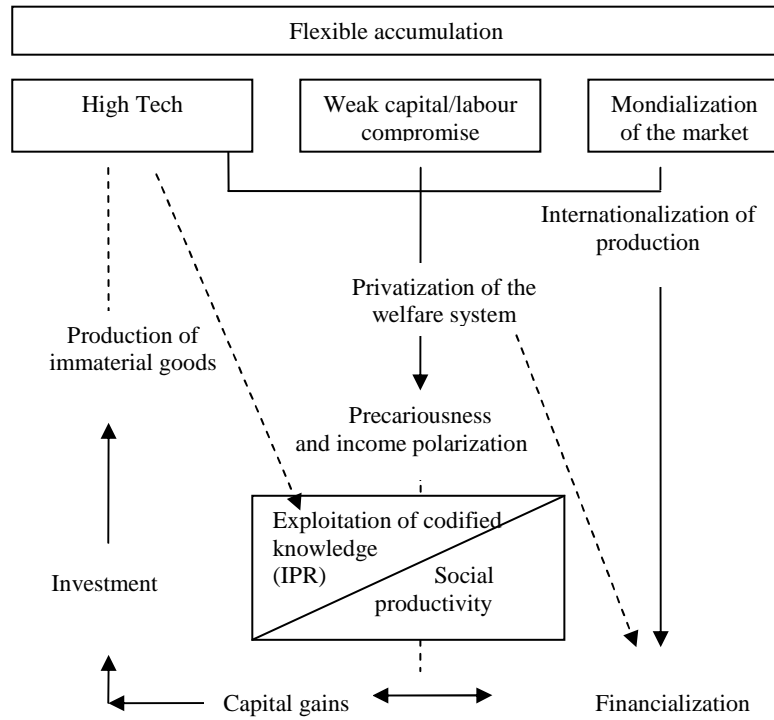 Flexible accumulation
High Tech
Weak capital/labour
compromise
Mondialization
of the market
Internationalization of
production
Privatization of the
welfare system
Production of
immaterial goods
Precariousness
and income polarization
Exploitation of codified
knowledge
(IPR)
Social
productivity
Investment
Capital gains
Financialization